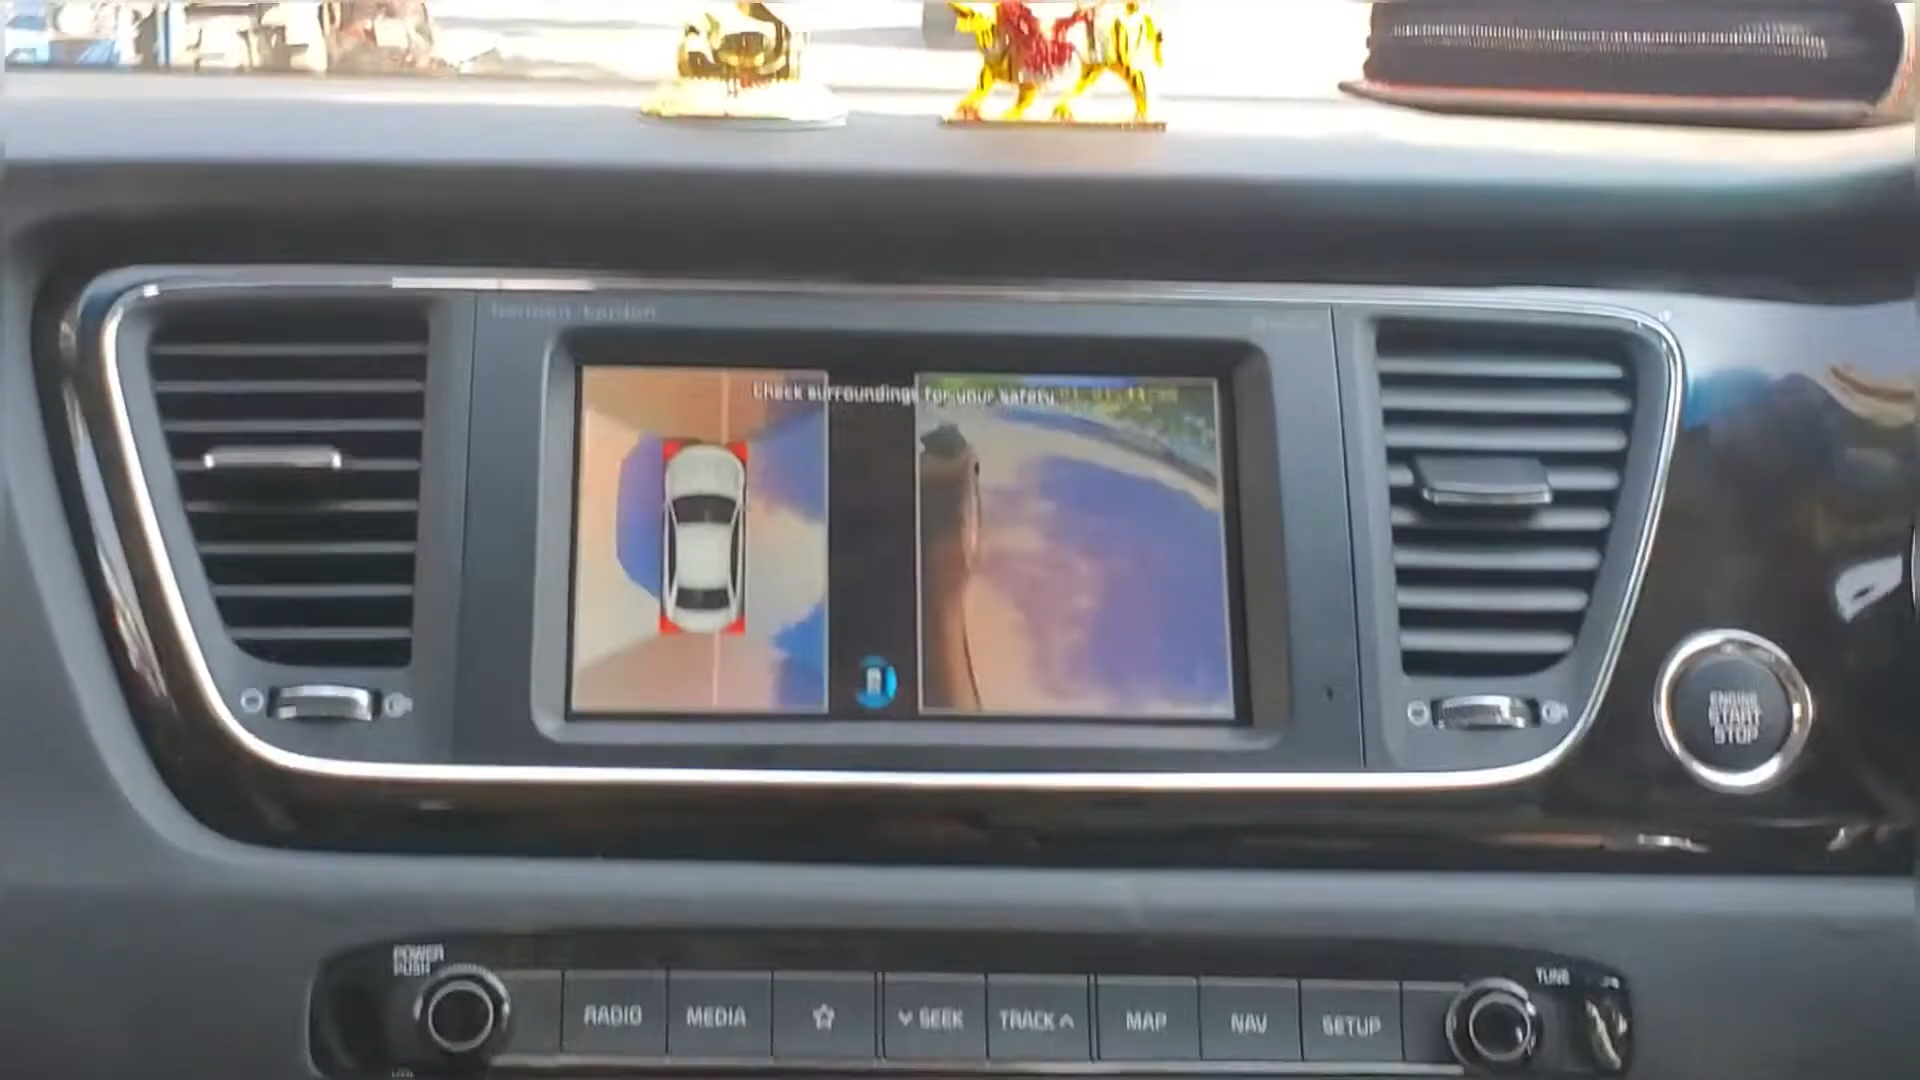 harman/kardon
Check surroundings for your safety
ENGINE
START
STOP
POWER
PUSH
TUNE
RADIO
MEDIA
SEEK
TRACK
MAP
NAV
SETUP